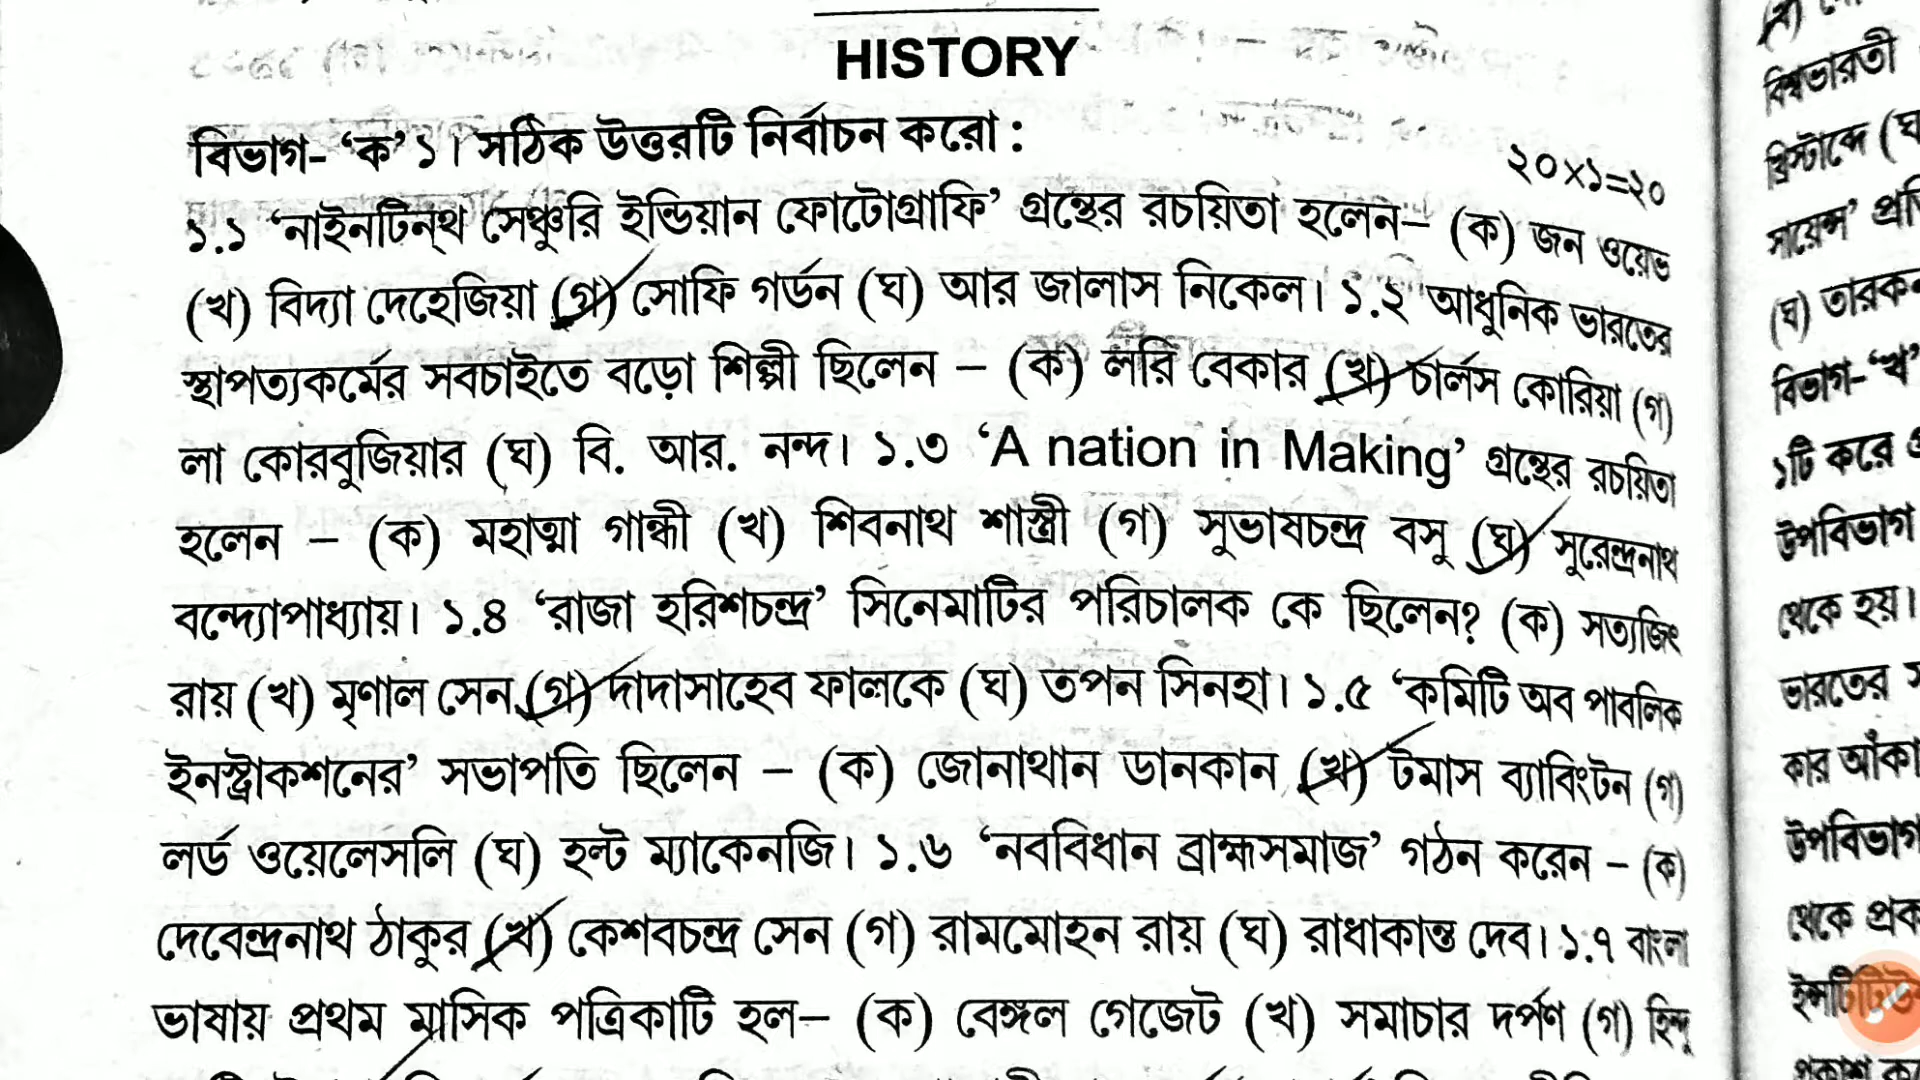 HISTORY
বিভাগ- ‘ক’ ১। সঠিক উত্তরটি নির্বাচন করো :
২০×১=২০
১.১ ‘নাইনটিন্থ সেঞ্চুরি ইন্ডিয়ান ফোটোগ্রাফি’ গ্রন্থের রচয়িতা হলেন– (ক) জন ওয়েভ
(খ) বিদ্যা দেহেজিয়া (গ) সোফি গর্ডন (ঘ) আর জালাস নিকেল। ১.২ আধুনিক ভারতের
স্থাপত্যকর্মের সবচাইতে বড়ো শিল্পী ছিলেন – (ক) লরি বেকার (খ) চার্লস কোরিয়া (গ)
লা কোরবুজিয়ার (ঘ) বি. আর. নন্দ। ১.৩ ‘A nation in Making’ গ্রন্থের রচয়িতা
হলেন – (ক) মহাত্মা গান্ধী (খ) শিবনাথ শাস্ত্রী (গ) সুভাষচন্দ্র বসু (ঘ) সুরেন্দ্রনাথ
বন্দ্যোপাধ্যায়। ১.৪ ‘রাজা হরিশচন্দ্র’ সিনেমাটির পরিচালক কে ছিলেন? (ক) সত্যজিৎ
রায় (খ) মৃণাল সেন (গ) দাদাসাহেব ফালকে (ঘ) তপন সিনহা। ১.৫ ‘কমিটি অব পাবলিক
ইনস্ট্রাকশনের’ সভাপতি ছিলেন – (ক) জোনাথান ডানকান (খ) টমাস ব্যাবিংটন (গ)
লর্ড ওয়েলেসলি (ঘ) হল্ট ম্যাকেনজি। ১.৬ ‘নববিধান ব্রাহ্মসমাজ’ গঠন করেন – (ক)
দেবেন্দ্রনাথ ঠাকুর (খ) কেশবচন্দ্র সেন (গ) রামমোহন রায় (ঘ) রাধাকান্ত দেব। ১.৭ বাংলা
ভাষায় প্রথম মাসিক পত্রিকাটি হল– (ক) বেঙ্গল গেজেট (খ) সমাচার দর্পণ (গ) হিন্দু
বিশ্বভারতী
খ্রিস্টাব্দে (ঘ
সায়েন্স’
(ঘ)
বিভাগ- ‘খ’
১টি করে
উপবিভাগ
থেকে হয়।
ভারতের
কার আঁকা
উপবিভাগ
থেকে